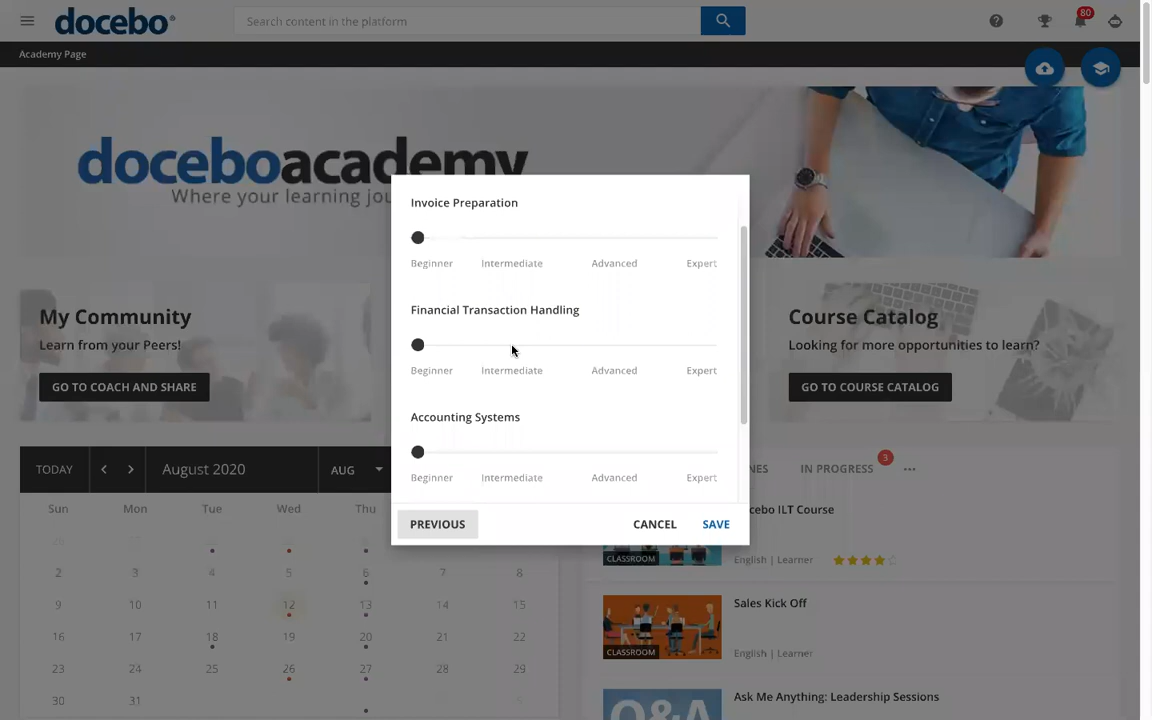 docebo
Search content in the platform
80
Academy Page
doceboacademy
Where your learning jou
My Community
Learn from your Peers!
GO TO COACH AND SHARE
Course Catalog
Looking for more opportunities to learn?
GO TO COURSE CATALOG
Invoice Preparation
Beginner Intermediate Advanced Expert
Financial Transaction Handling
Beginner Intermediate Advanced Expert
Accounting Systems
Beginner Intermediate Advanced Expert
PREVIOUS CANCEL SAVE
TODAY August 2020 AUG
Sun Mon Tue Wed Thu
2 3 4 5 6 7 8
9 10 11 12 13 14 15
16 17 18 19 20 21 22
23 24 25 26 27 28 29
30 31
NES IN PROGRESS 3
cebo ILT Course
CLASSROOM English | Learner
Sales Kick Off
CLASSROOM English | Learner
Ask Me Anything: Leadership Sessions
Q&A